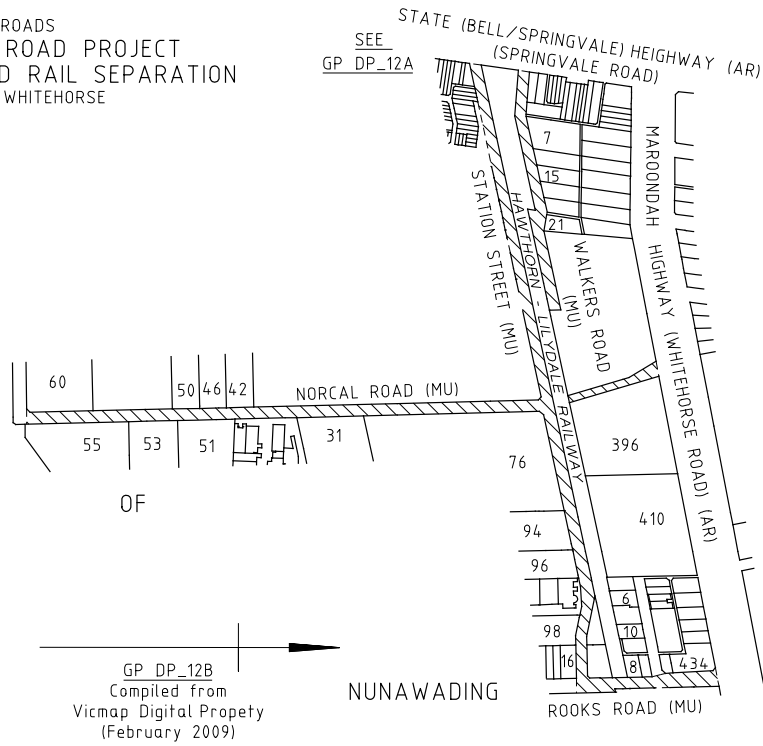 ROADS
ROAD PROJECT
D RAIL SEPARATION
WHITEHORSE
SEE
GP DP_12A
STATE (BELL/SPRINGVALE) HEIGHWAY (AR)
(SPRINGVALE ROAD)
7
15
21
STATION STREET (MU)
HAWTHORN - LILYDALE RAILWAY
WALKERS ROAD
(MU)
MAROONDAH HIGHWAY (WHITEHORSE ROAD) (AR)
60
50
46
42
NORCAL ROAD (MU)
55
53
51
31
76
396
OF
94
410
96
6
98
10
16
8
434
GP DP_12B
Compiled from
Vicmap Digital Propety
(February 2009)
NUNAWADING
ROOKS ROAD (MU)